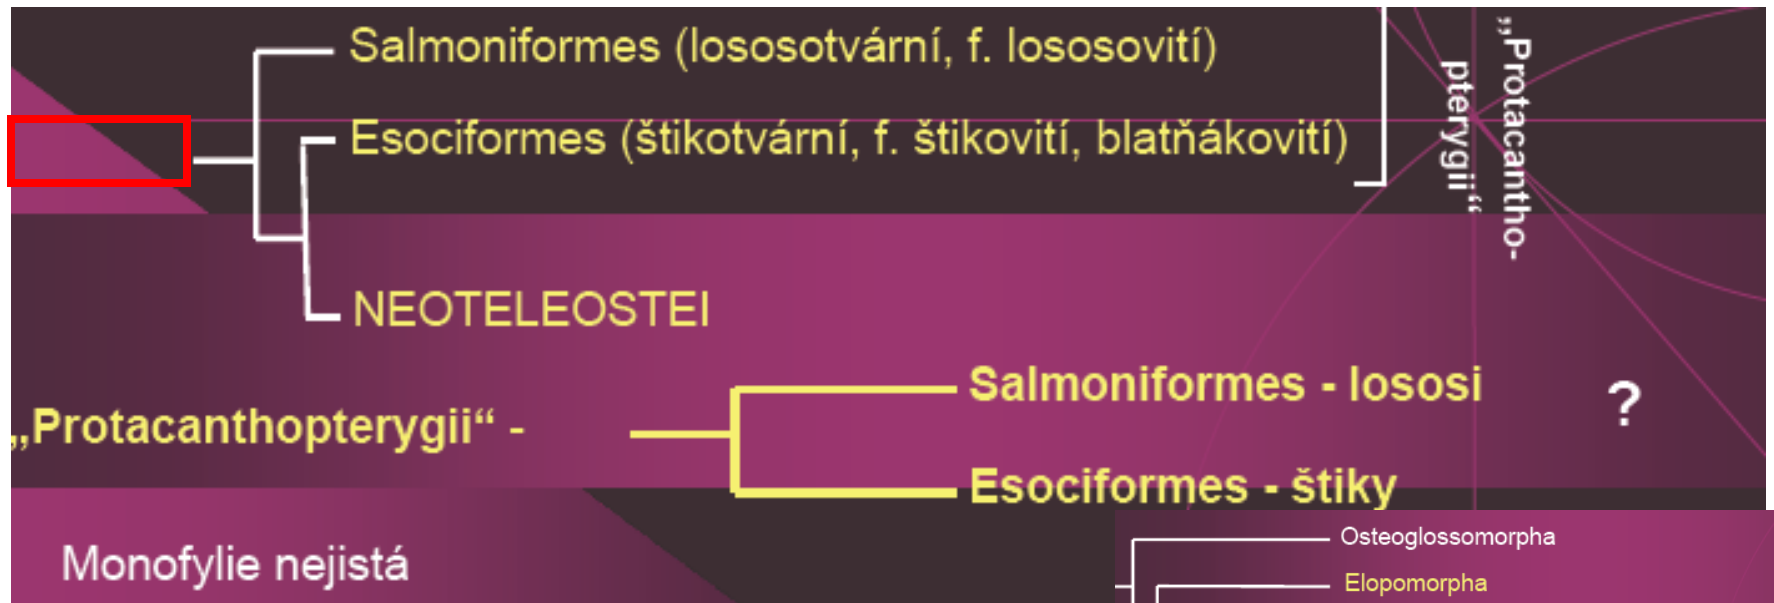 Salmoniformes (lososotvární, f. lososovití)
Esociformes (štikotvární, f. štikovití, blatňákovití)
„Protacantho-
pterygii“
NEOTELEOSTEI
Salmoniformes - lososi
?
„Protacanthopterygii“ -
Esociformes - štiky
Monofylie nejistá
Osteoglossomorpha
Elopomorpha